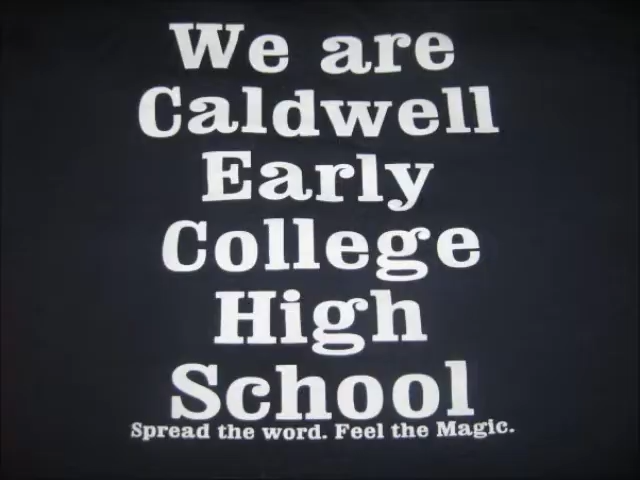 We are
Caldwell
Early
College
High
School
Spread the word. Feel the Magic.